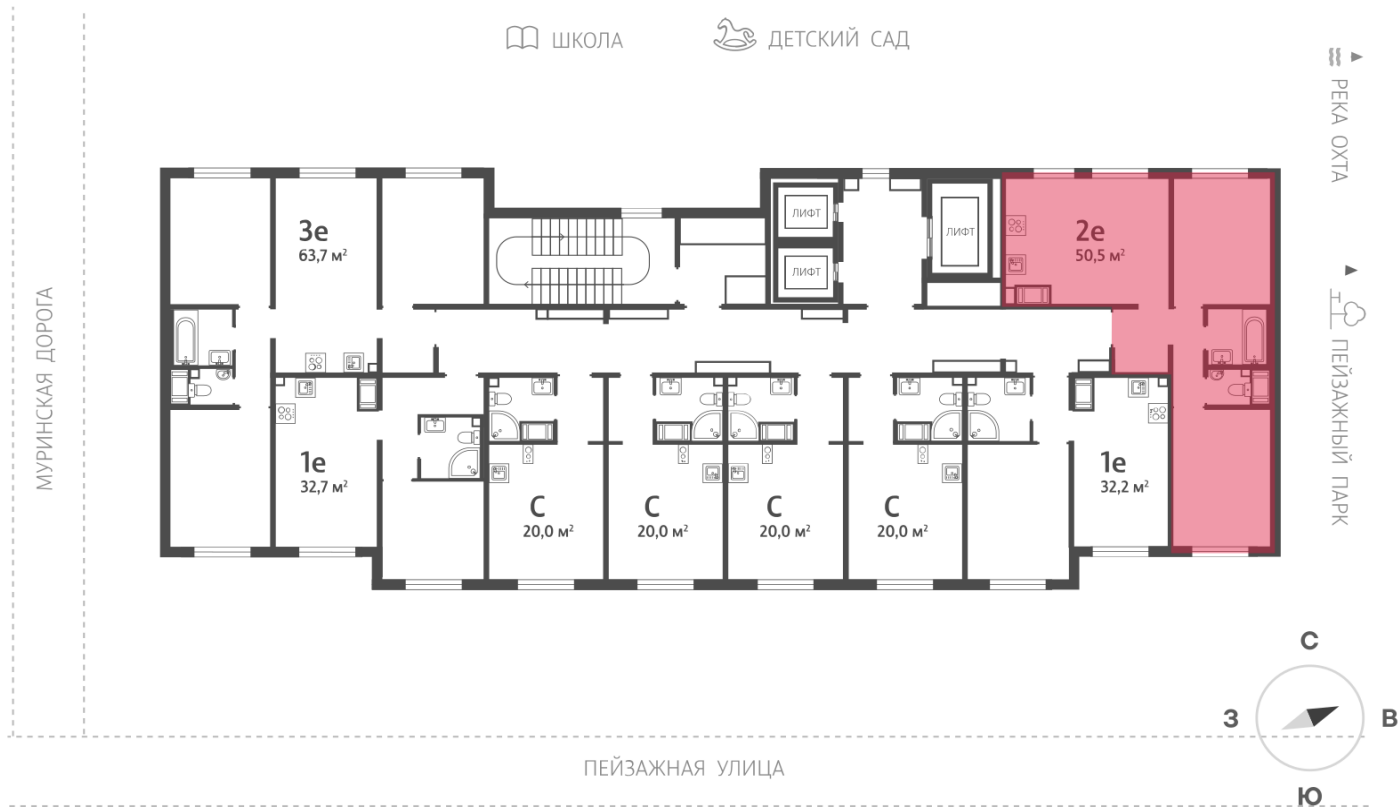 ШКОЛА
ДЕТСКИЙ САД
РЕКА ОХТА
ПЕЙЗАЖНЫЙ ПАРК
МУРИНСКАЯ ДОРОГА
3е
63,7 м²
ЛИФТ
ЛИФТ
ЛИФТ
2е
50,5 м²
1е
32,7 м²
С
20,0 м²
С
20,0 м²
С
20,0 м²
С
20,0 м²
1е
32,2 м²
С
З
В
Ю
ПЕЙЗАЖНАЯ УЛИЦА